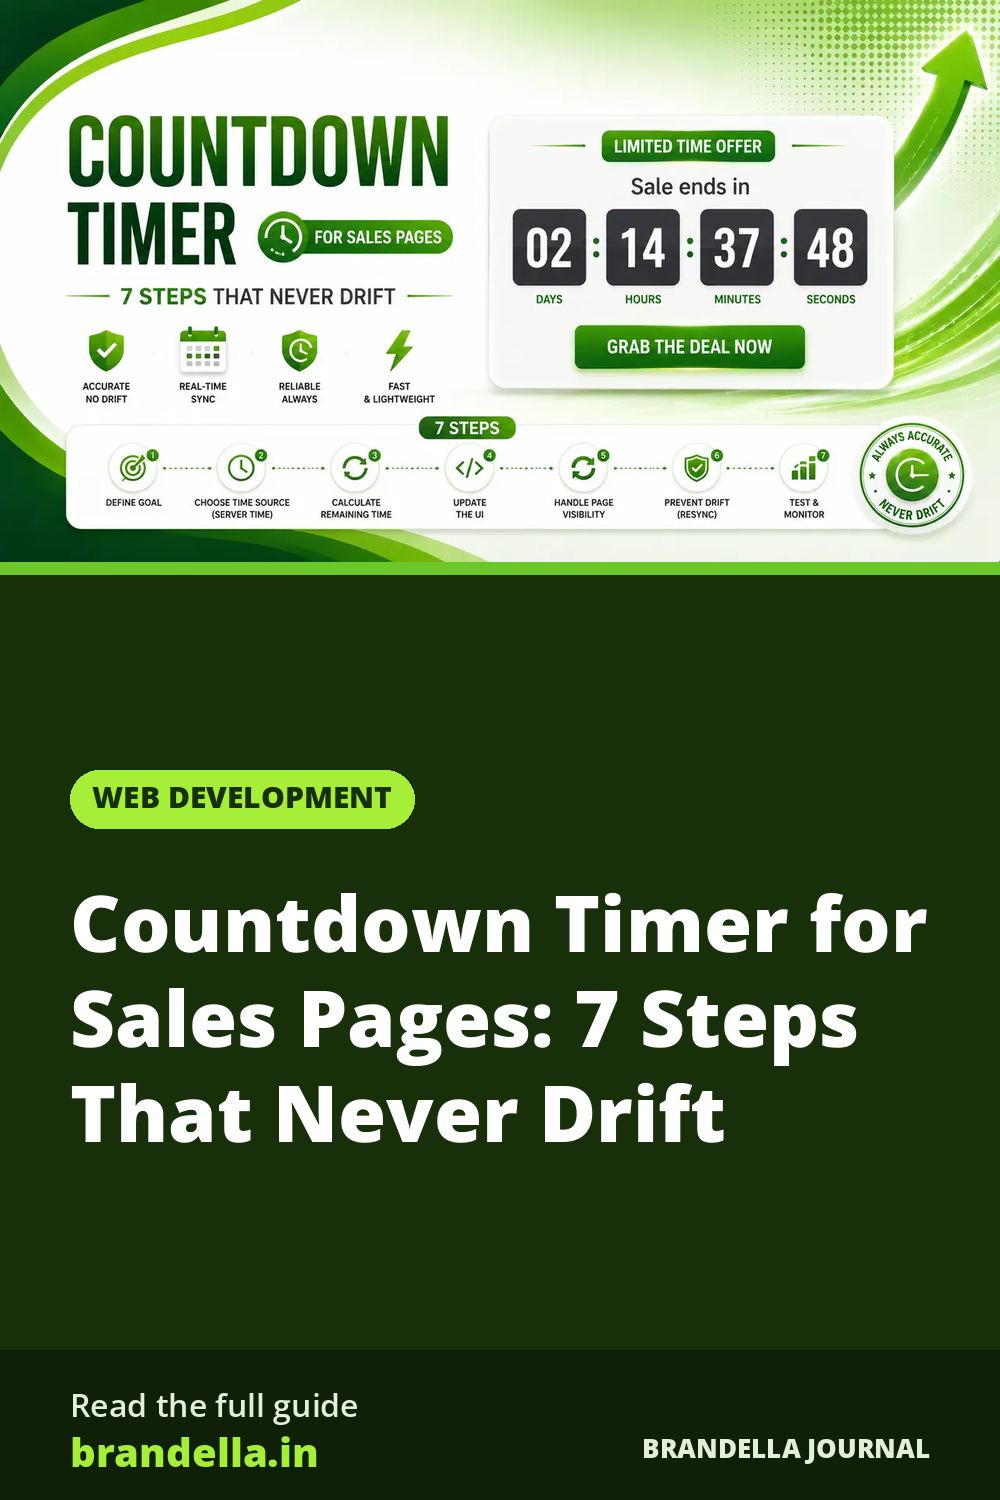 COUNTDOWN
TIMER
FOR SALES PAGES
7 STEPS THAT NEVER DRIFT
ACCURATE
NO DRIFT
REAL-TIME
SYNC
RELIABLE
ALWAYS
FAST
& LIGHTWEIGHT
LIMITED TIME OFFER
Sale ends in
02 : 14 : 37 : 48
DAYS HOURS MINUTES SECONDS
GRAB THE DEAL NOW
7 STEPS
1
DEFINE GOAL
2
CHOOSE TIME SOURCE
(SERVER TIME)
3
CALCULATE
REMAINING TIME
4
</>
UPDATE
THE UI
5
HANDLE PAGE
VISIBILITY
6
PREVENT DRIFT
(RESYNC)
7
TEST &
MONITOR
ALWAYS ACCURATE
NEVER DRIFT
WEB DEVELOPMENT
Countdown Timer for
Sales Pages: 7 Steps
That Never Drift
Read the full guide
brandella.in
BRANDELLA JOURNAL